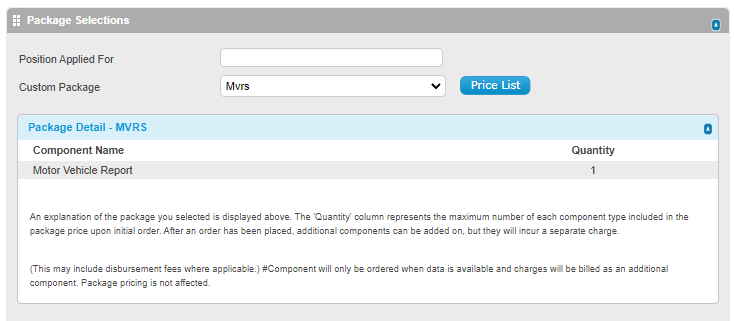 Package Selections
Position Applied For
Custom Package
Mvrs
Price List
Package Detail - MVRS
Component Name Quantity
Motor Vehicle Report 1
An explanation of the package you selected is displayed above. The 'Quantity' column represents the maximum number of each component type included in the
package price upon initial order. After an order has been placed, additional components can be added on, but they will incur a separate charge.
(This may include disbursement fees where applicable.) #Component will only be ordered when data is available and charges will be billed as an additional
component. Package pricing is not affected.